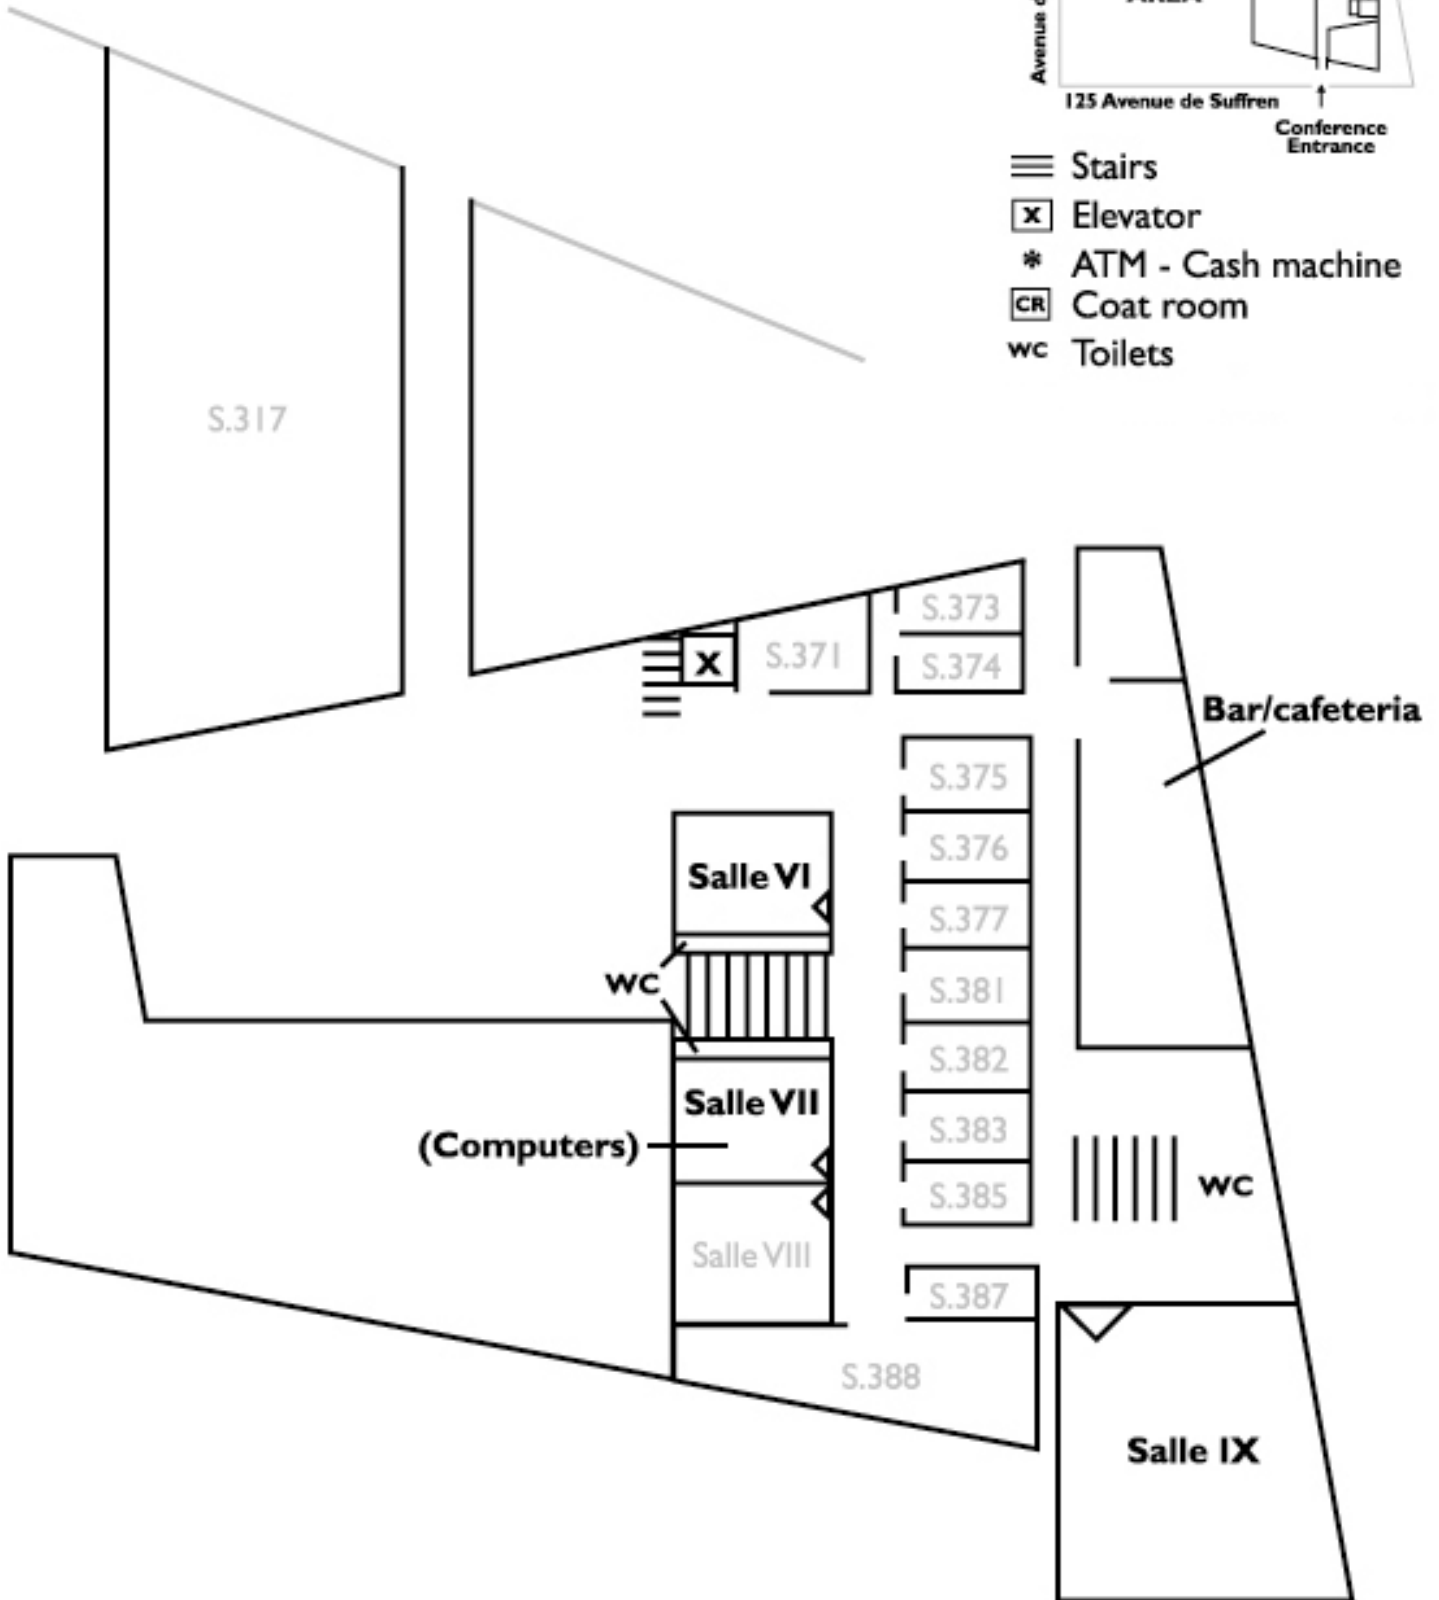 125 Avenue de Suffren
Conference
Entrance
Stairs
X Elevator
* ATM - Cash machine
CR Coat room
WC Toilets
S.317
S.373
X
S.371
S.374
Bar/cafeteria
S.375
S.376
Salle VI
S.377
WC
S.381
S.382
Salle VII
S.383
(Computers)
WC
S.385
Salle VIII
S.387
S.388
Salle IX